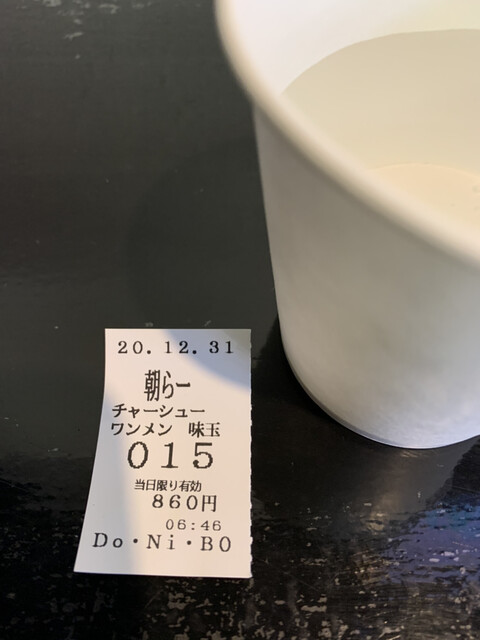 20.12.31
朝らー
チャーシュー
ワンメン 味玉
015
当日限り有効
860円
06:46
Do・Ni・BO